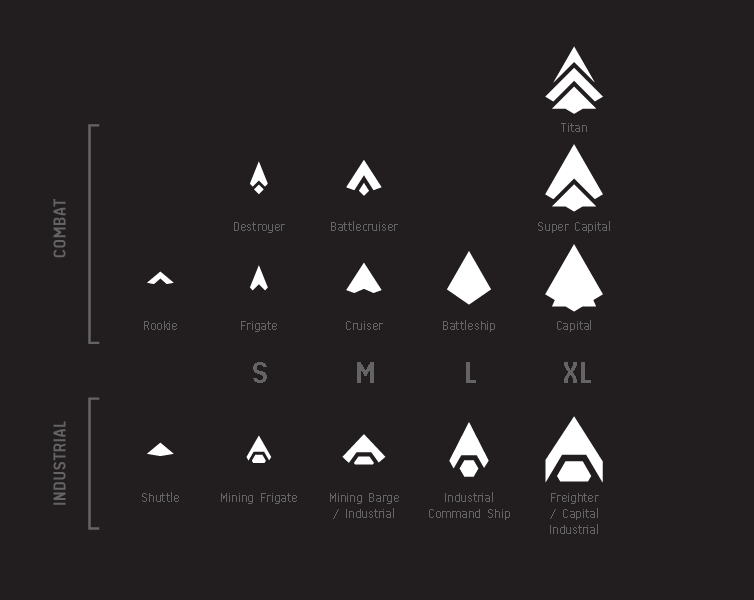 Titan
COMBAT
Destroyer
Battlecruiser
Super Capital
Rookie
Frigate
Cruiser
Battleship
Capital
S
M
L
XL
INDUSTRIAL
Shuttle
Mining Frigate
Mining Barge
/ Industrial
Industrial
Command Ship
Freighter
/ Capital
Industrial